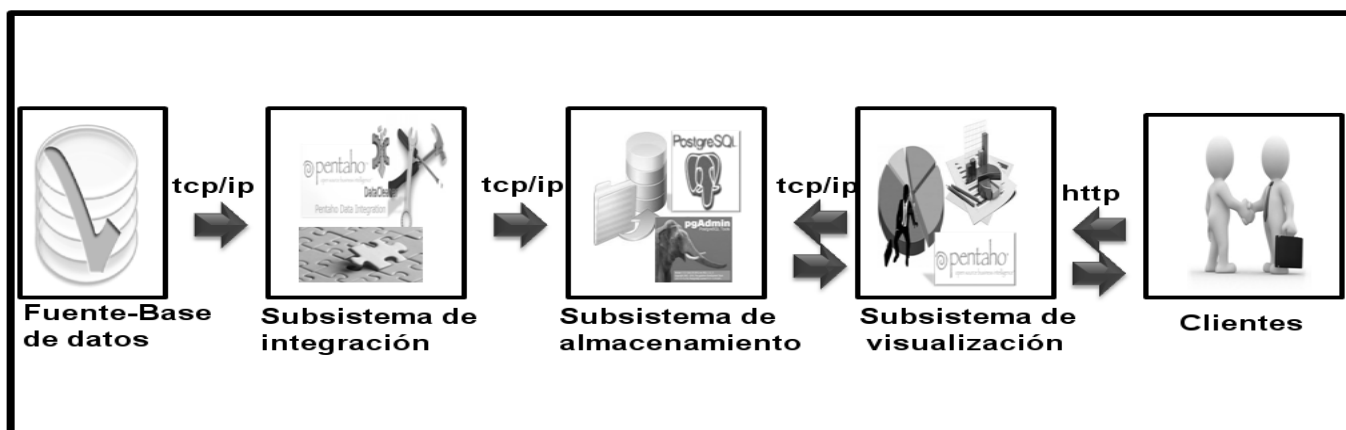 tcp/ip
tcp/ip
tcp/ip
http
pentaho
Pentaho Data Integration
PostgreSQL
pgAdmin
pentaho
Fuente-Base
de datos
Subsistema de
integración
Subsistema de
almacenamiento
Subsistema de
visualización
Clientes